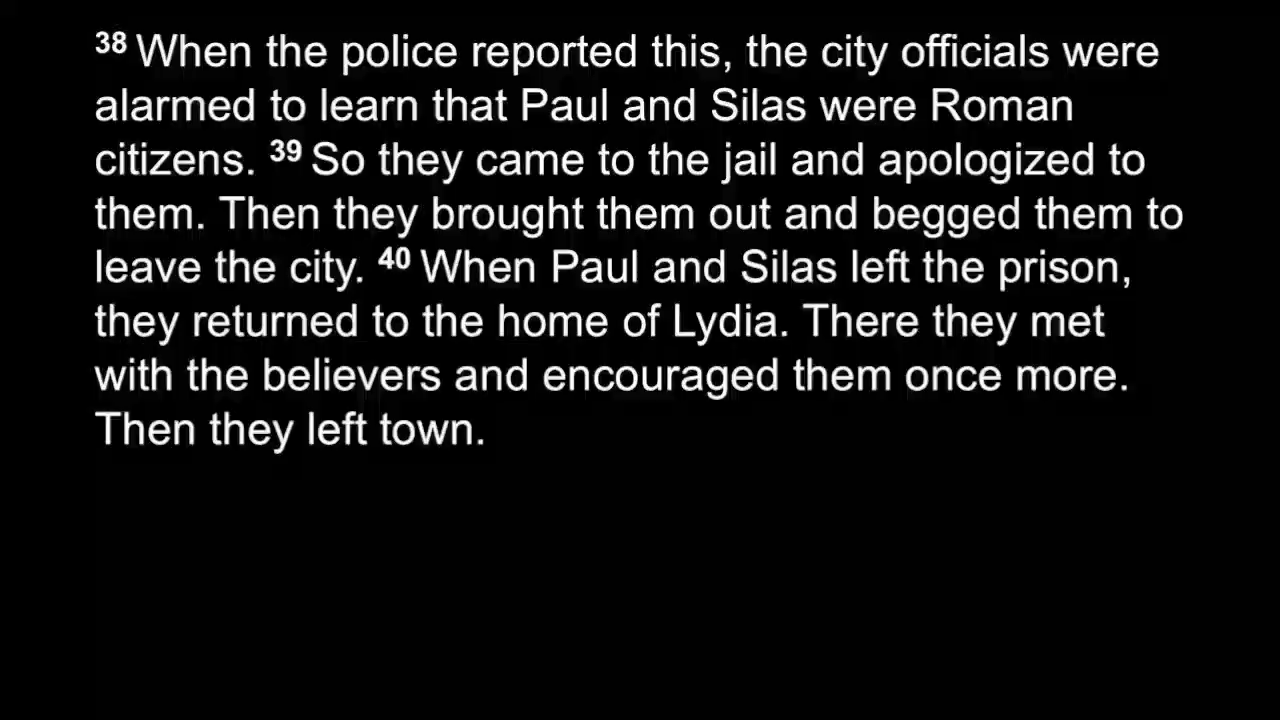 38 When the police reported this, the city officials were
alarmed to learn that Paul and Silas were Roman
citizens. 39 So they came to the jail and apologized to
them. Then they brought them out and begged them to
leave the city. 40 When Paul and Silas left the prison,
they returned to the home of Lydia. There they met
with the believers and encouraged them once more.
Then they left town.